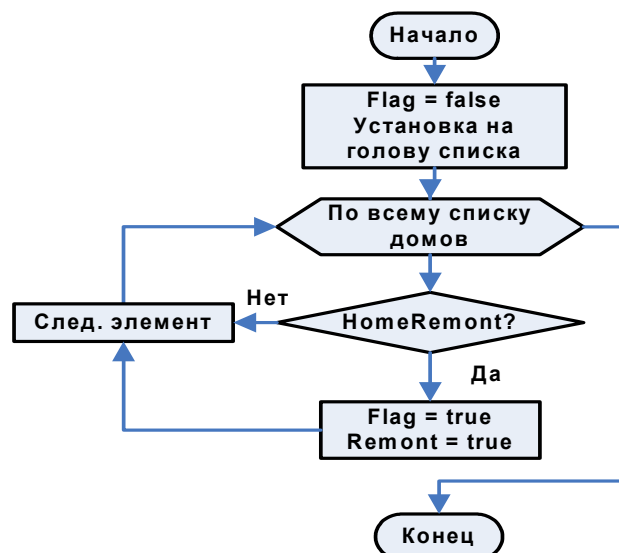 Начало
Flag = false
Установка на
голову списка
По всему списку
домов
Нет
След. элемент
HomeRemont?
Да
Flag = true
Remont = true
Конец